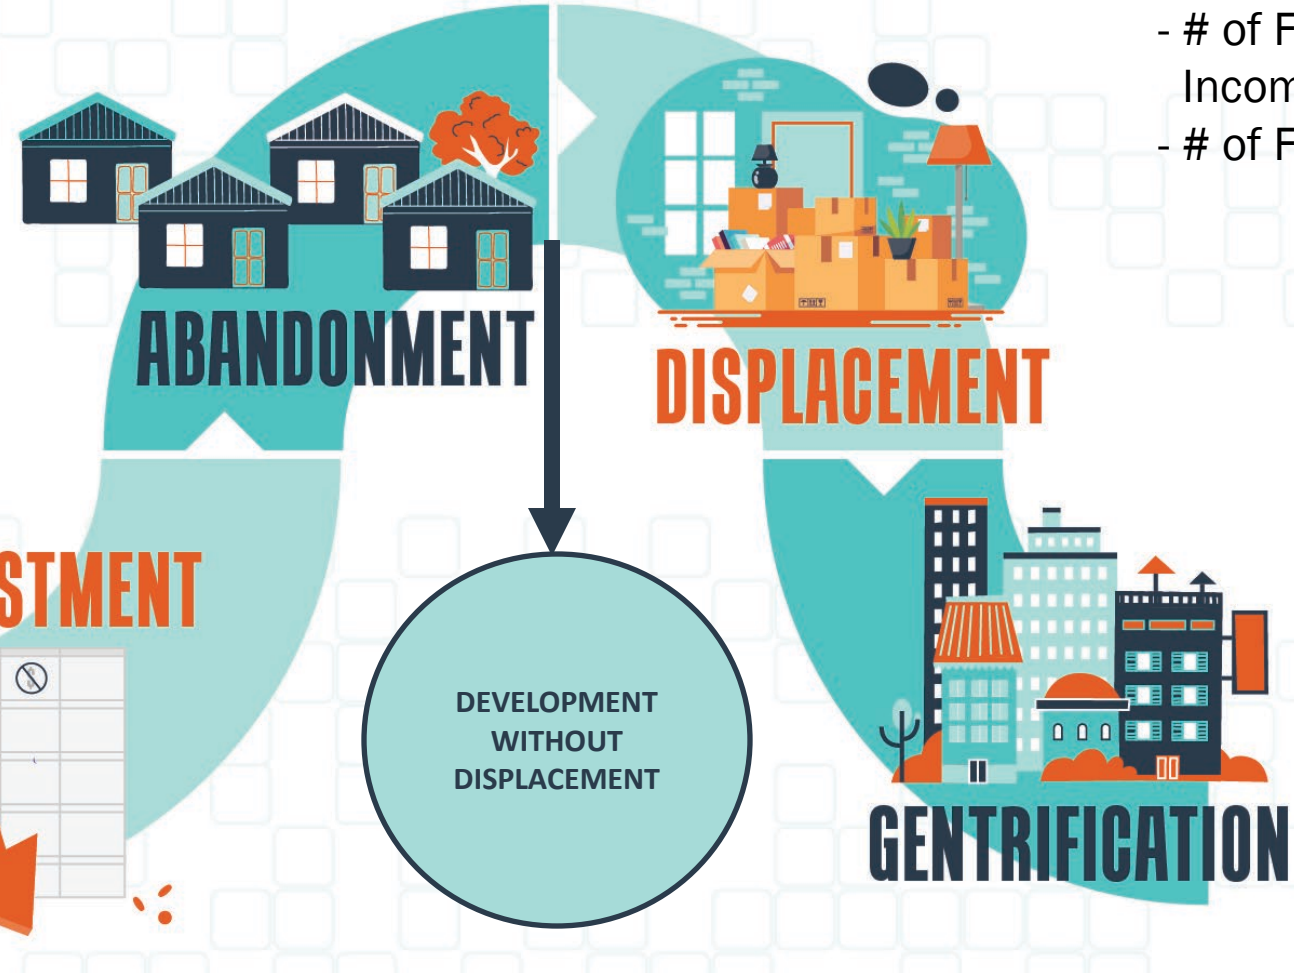 - # of F
Incom
- # of F
ABANDONMENT
DISPLACEMENT
STMENT
DEVELOPMENT
WITHOUT
DISPLACEMENT
GENTRIFICATION